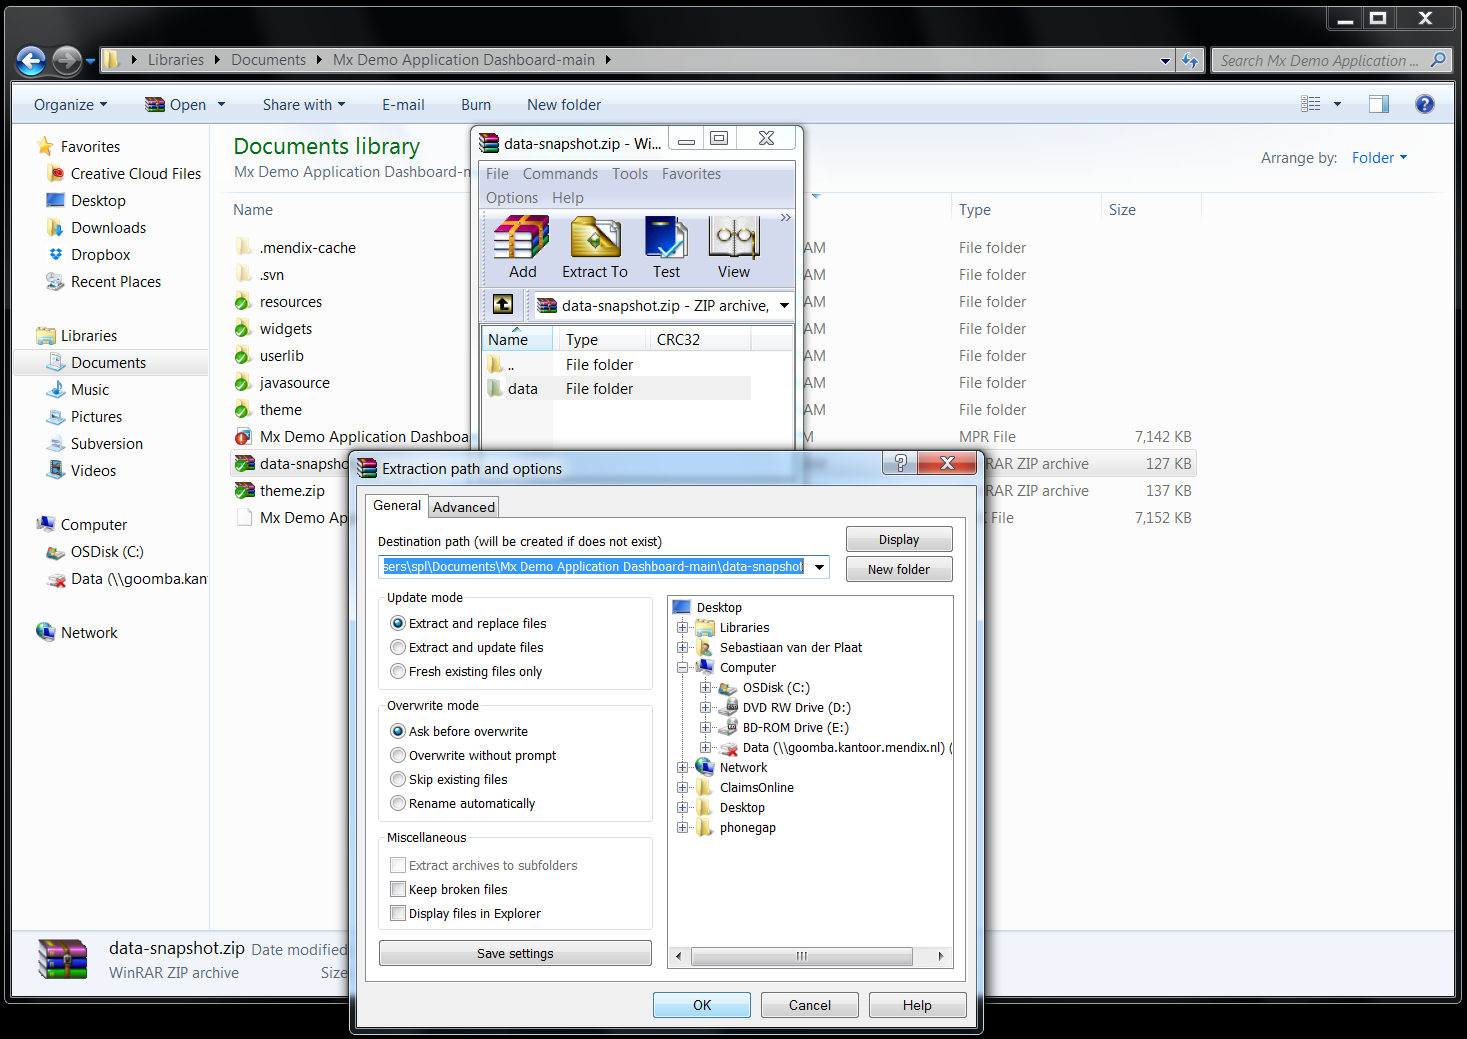 Libraries Documents Mx Demo Application Dashboard-main
Search Mx Demo Application ...
Organize Open Share with E-mail Burn New folder
Favorites
Creative Cloud Files
Desktop
Downloads
Dropbox
Recent Places
Libraries
Documents
Music
Pictures
Subversion
Videos
Computer
OSDisk (C:)
Data (\\goomba.kan
Network
Documents library
Mx Demo Application Dashboard-m
Arrange by: Folder
Name Type Size
.mendix-cache AM File folder
.svn AM File folder
resources AM File folder
widgets AM File folder
userlib AM File folder
javasource AM File folder
theme AM File folder
Mx Demo Application Dashboa M MPR File 7,142 KB
data-snapsho RAR ZIP archive 127 KB
theme.zip RAR ZIP archive 137 KB
Mx Demo Ap File 7,152 KB
data-snapshot.zip - Wi...
File Commands Tools Favorites
Options Help
Add Extract To Test View
data-snapshot.zip - ZIP archive,
Name Type CRC32
.. File folder
data File folder
Extraction path and options
General Advanced
Destination path (will be created if does not exist)
sers\spl\Documents\Mx Demo Application Dashboard-main\data-snapshot
Display
New folder
Update mode
Extract and replace files
Extract and update files
Fresh existing files only
Overwrite mode
Ask before overwrite
Overwrite without prompt
Skip existing files
Rename automatically
Miscellaneous
Extract archives to subfolders
Keep broken files
Display files in Explorer
Save settings
Desktop
Libraries
Sebastiaan van der Plaat
Computer
OSDisk (C:)
DVD RW Drive (D:)
BD-ROM Drive (E:)
Data (\\goomba.kantoor.mendix.nl) (
Network
ClaimsOnline
Desktop
phonegap
OK Cancel Help
data-snapshot.zip Date modified
WinRAR ZIP archive Size